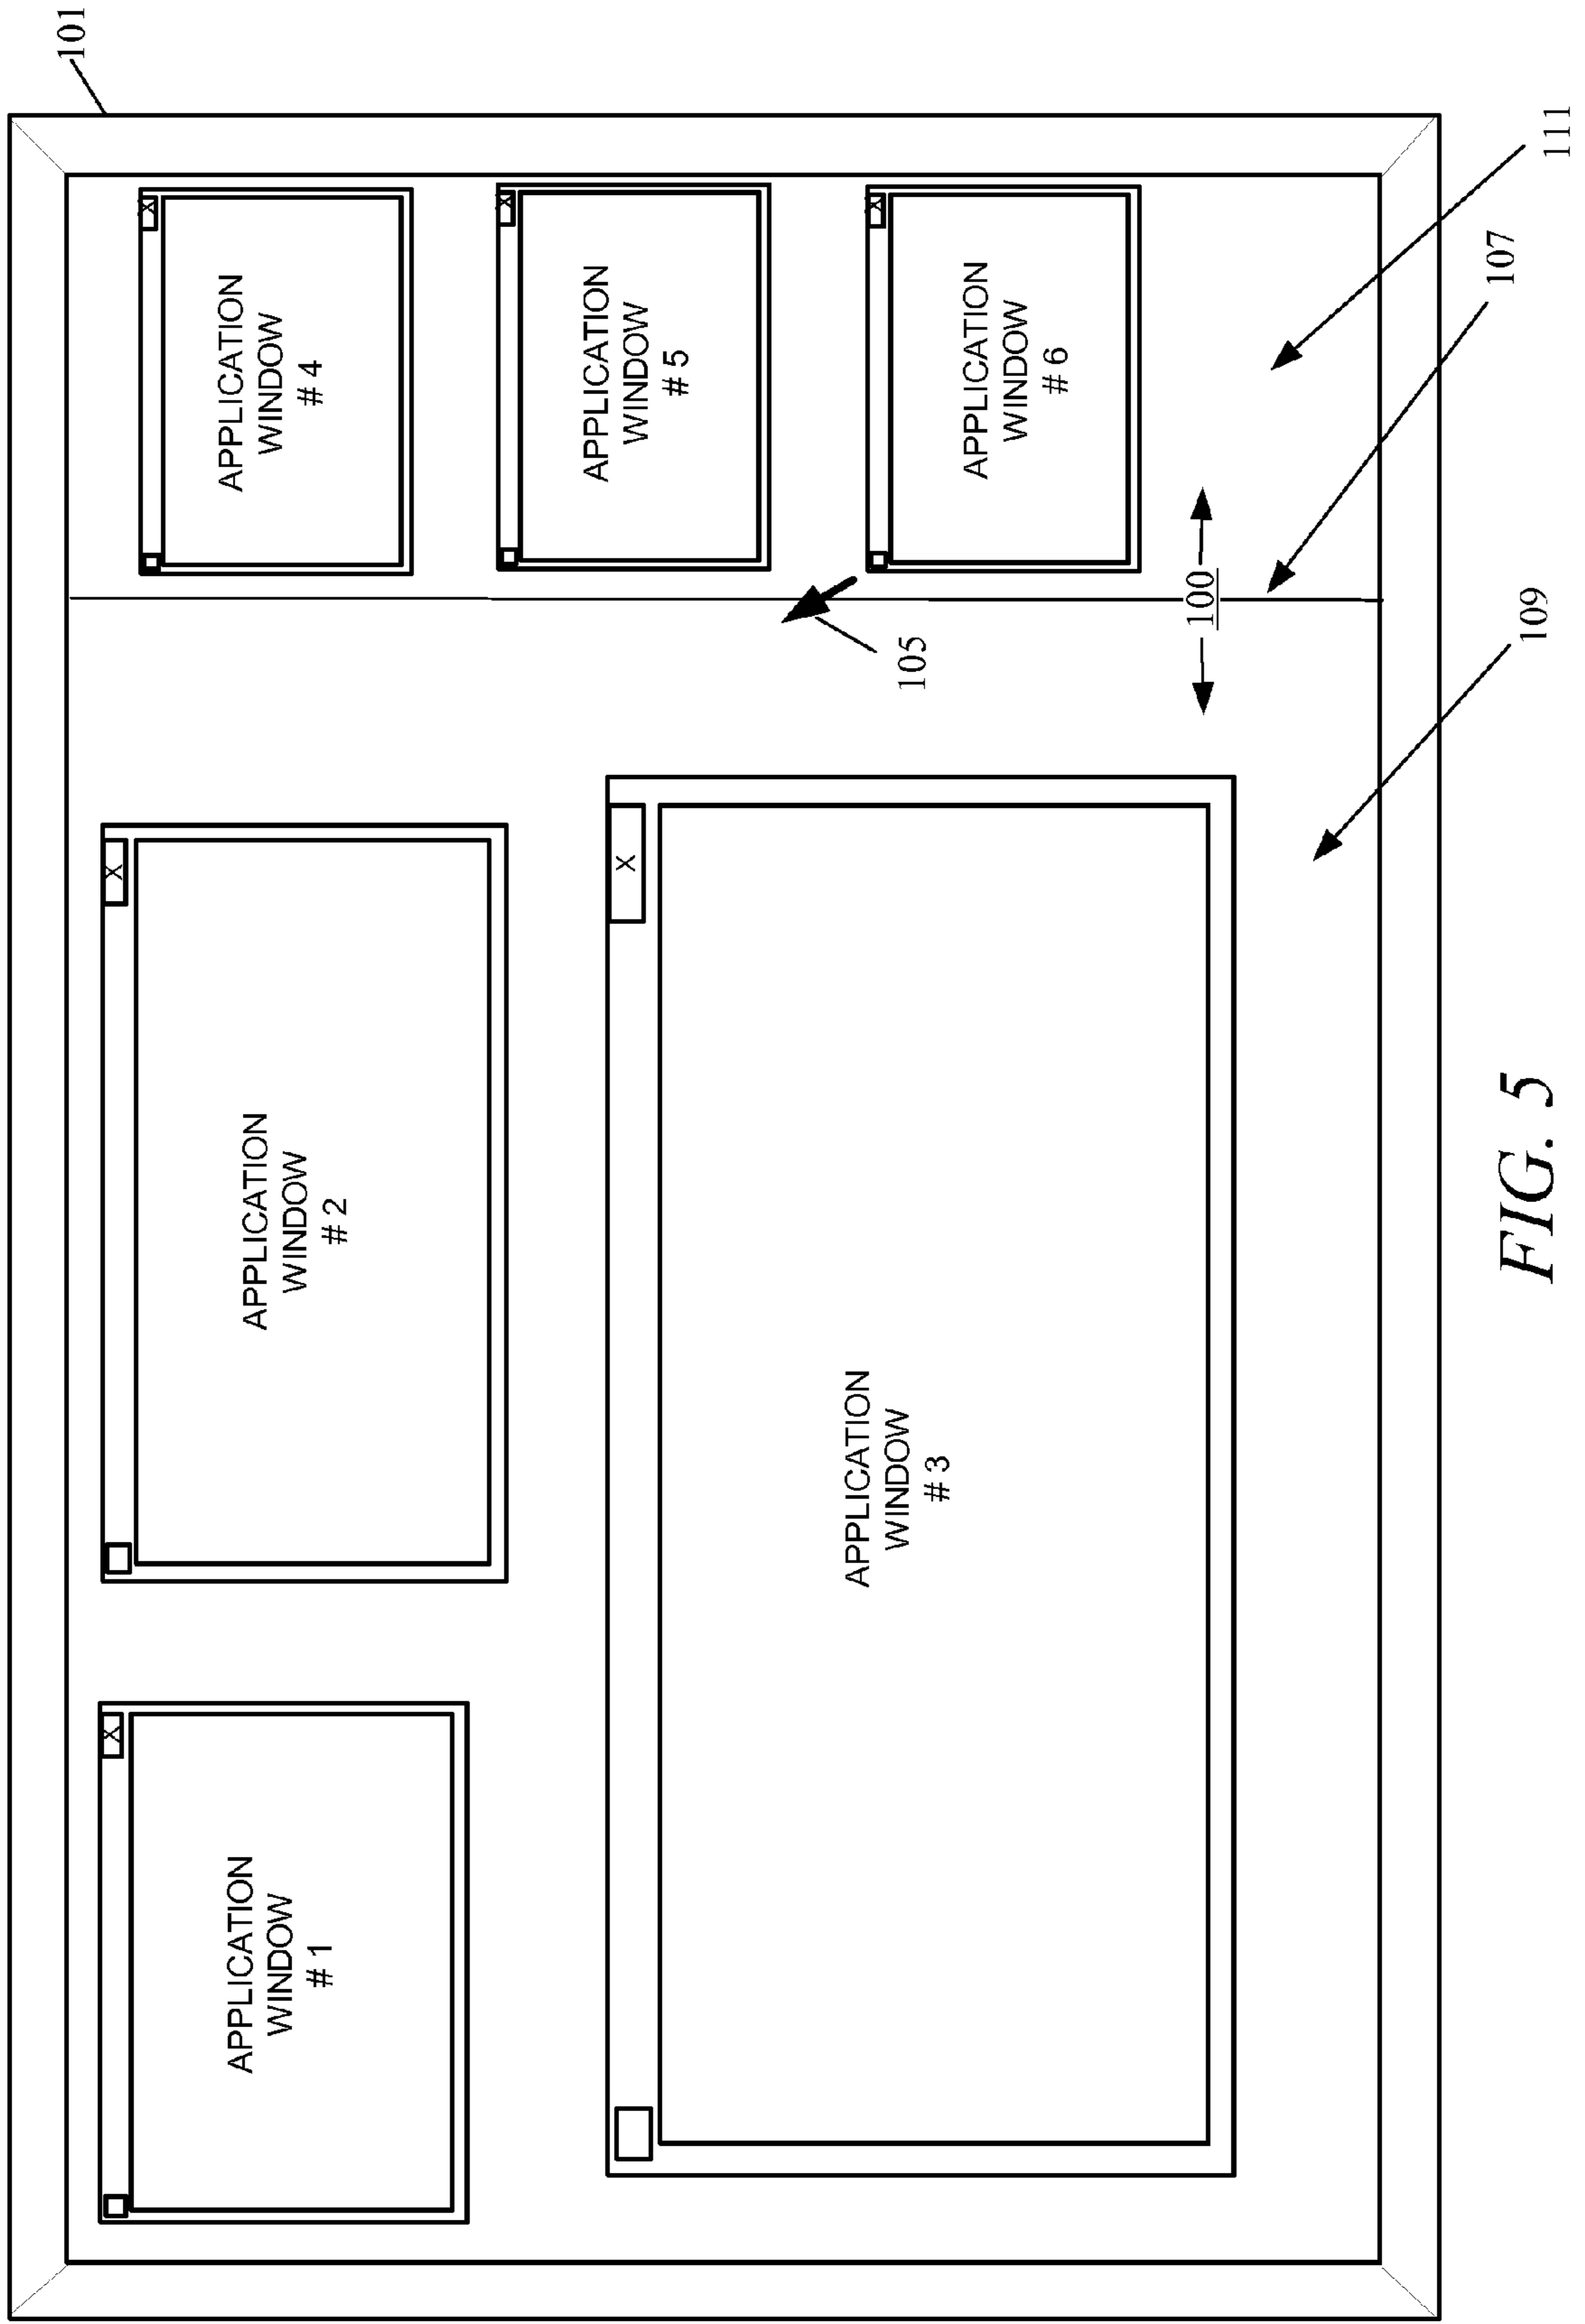 101
APPLICATION
WINDOW
# 1
X
APPLICATION
WINDOW
# 2
X
APPLICATION
WINDOW
# 4
X
APPLICATION
WINDOW
# 5
X
APPLICATION
WINDOW
# 3
X
105
APPLICATION
WINDOW
# 6
X
100
109
107
111
FIG. 5